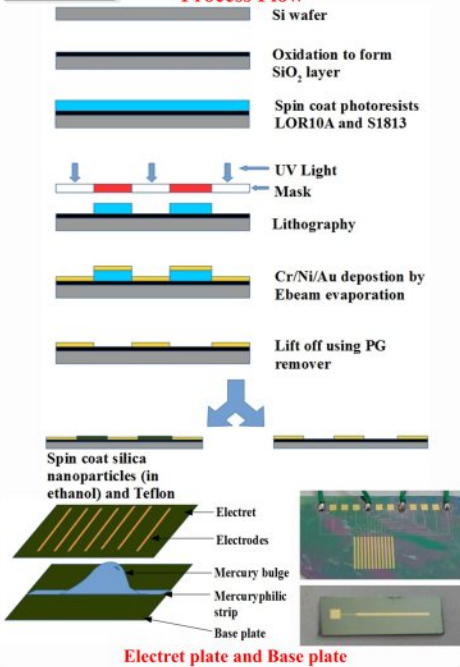 Process Flow
Si wafer
Oxidation to form
SiO2 layer
Spin coat photoresists
LOR10A and S1813
UV Light
Mask
Lithography
Cr/Ni/Au depostion by
Ebeam evaporation
Lift off using PG
remover
Spin coat silica
nanoparticles (in
ethanol) and Teflon
Electret
Electrodes
Mercury bulge
Mercuryphilic
strip
Base plate
Electret plate and Base plate